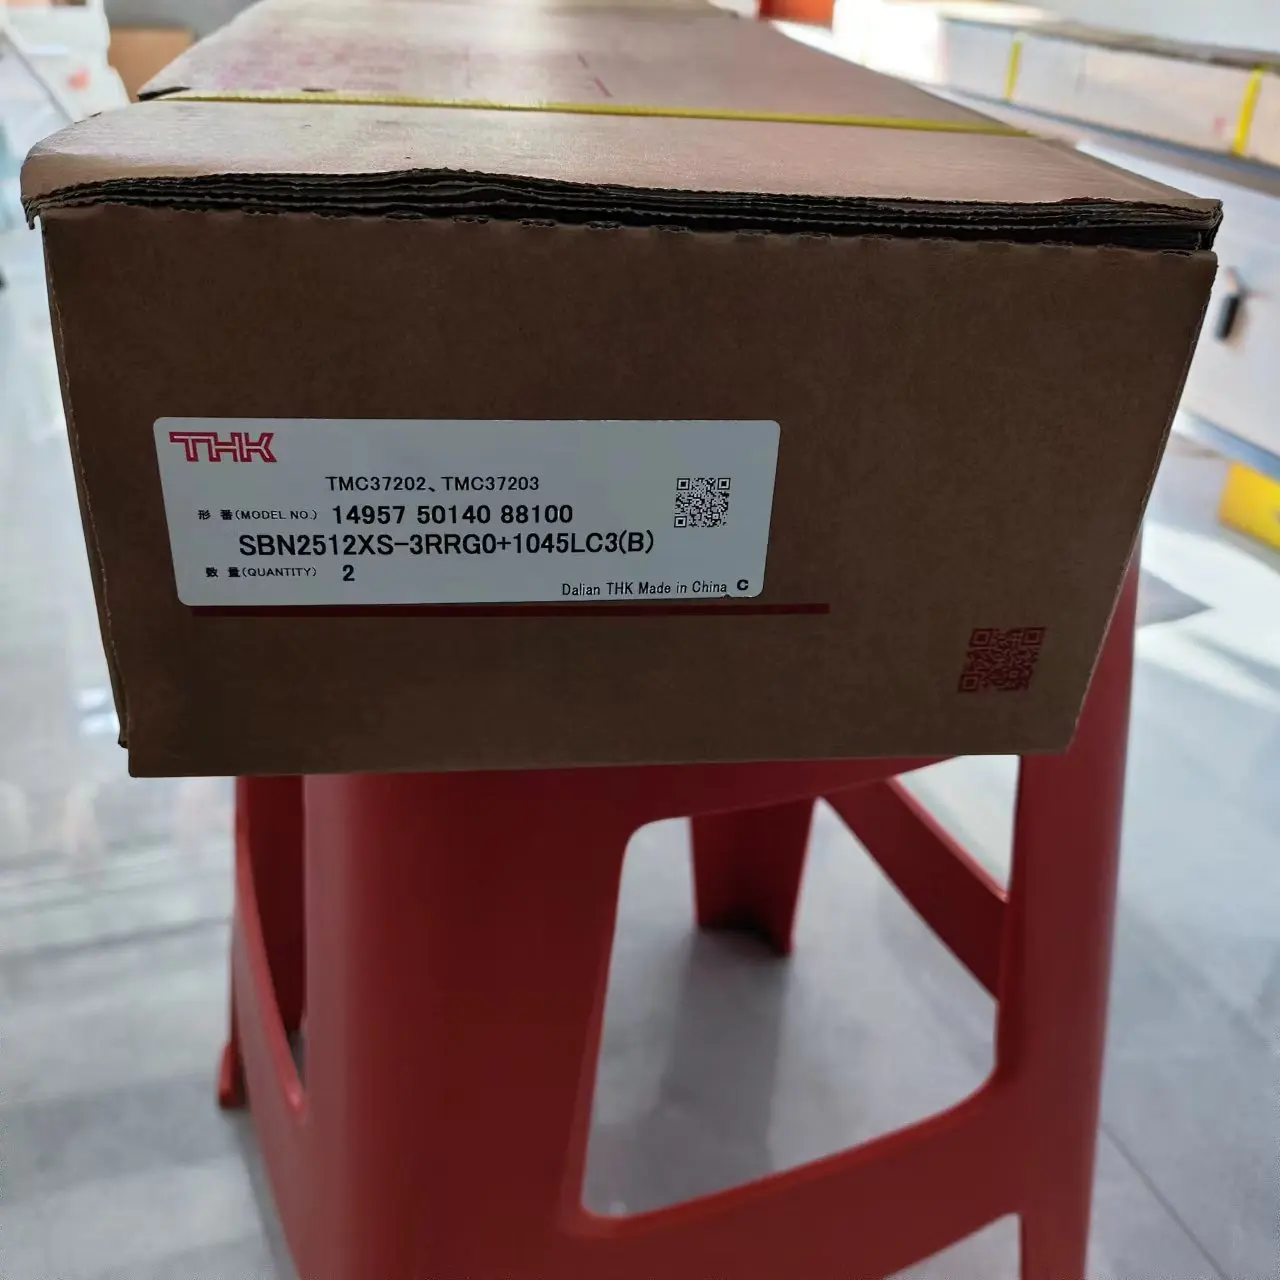 THK
TMC37202、TMC37203
形 番(MODEL NO.) 14957 50140 88100
SBN2512XS-3RRG0+1045LC3(B)
数 量(QUANTITY) 2
Dalian THK Made in China C